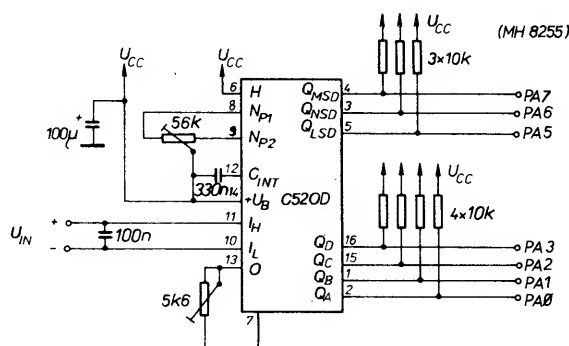 U_CC
U_CC
U_CC
(MH 8255)
3×10k
6 H
Q_MSD 4
PA7
8 N_P1
Q_NSD 3
PA6
100µ
56k
9 N_P2
Q_LSD 5
PA5
12 C_INT
330n
14 +U_B
C520D
U_CC
4×10k
U_IN
+
11 I_H
100n
-
10 I_L
Q_D 16
PA3
13 O
Q_C 15
PA2
Q_B 1
PA1
5k6
Q_A 2
PAØ
7